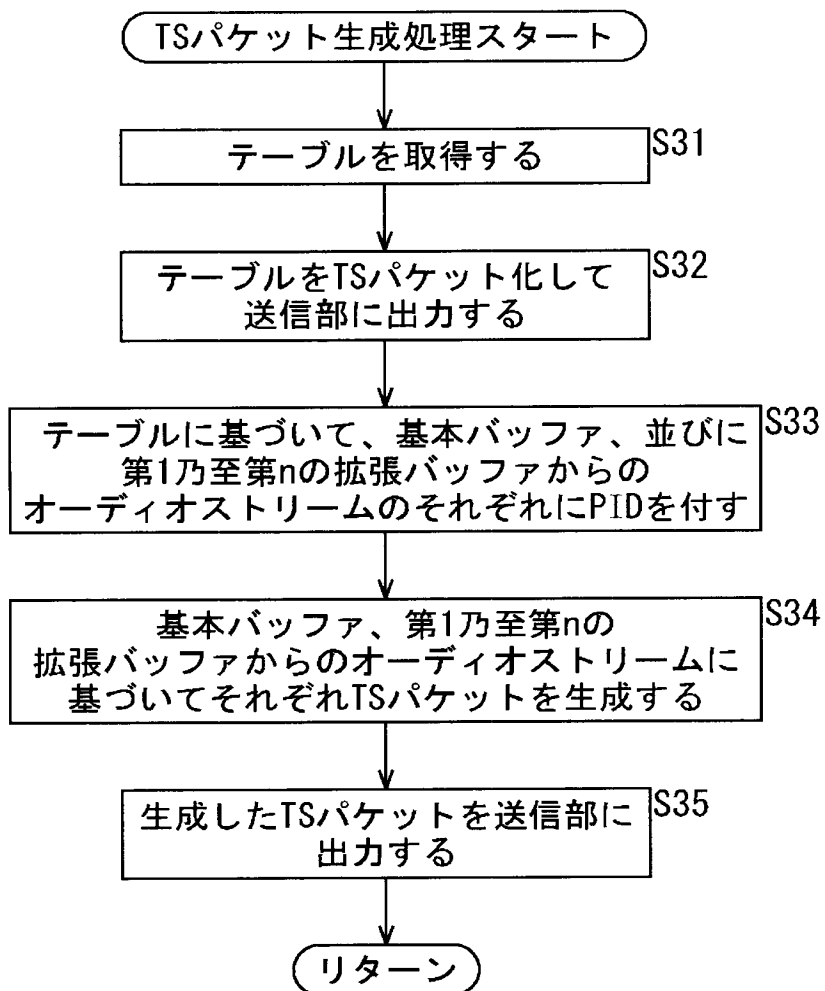 TSパケット生成処理スタート
テーブルを取得する
S31
テーブルをTSパケット化して
送信部に出力する
S32
テーブルに基づいて、基本バッファ、並びに
第1乃至第nの拡張バッファからの
オーディオストリームのそれぞれにPIDを付す
S33
基本バッファ、第1乃至第nの
拡張バッファからのオーディオストリームに
基づいてそれぞれTSパケットを生成する
S34
生成したTSパケットを送信部に
出力する
S35
リターン